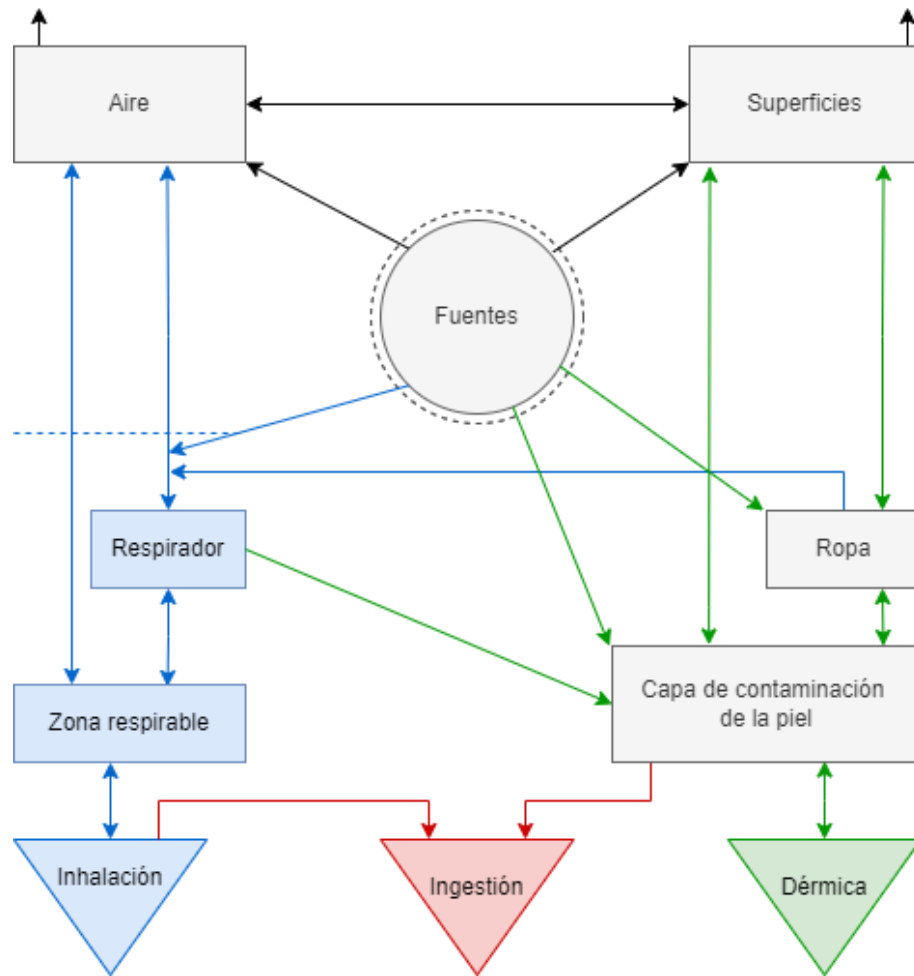 Aire
Superficies
Fuentes
Respirador
Ropa
Zona respirable
Capa de contaminación
de la piel
Inhalación
Ingestión
Dérmica